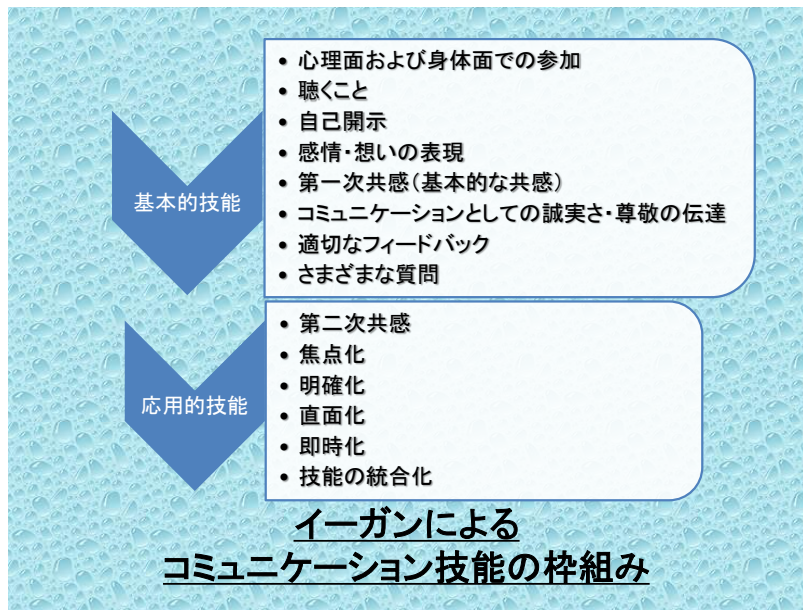 基本的技能
• 心理面および身体面での参加
• 聴くこと
• 自己開示
• 感情・想いの表現
• 第一次共感(基本的な共感)
• コミュニケーションとしての誠実さ・尊敬の伝達
• 適切なフィードバック
• さまざまな質問
応用的技能
• 第二次共感
• 焦点化
• 明確化
• 直面化
• 即時化
• 技能の統合化
イーガンによる
コミュニケーション技能の枠組み